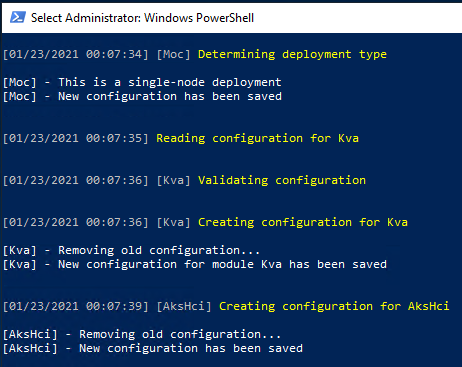 Select Administrator: Windows PowerShell
[01/23/2021 00:07:34] [Moc] Determining deployment type
[Moc] - This is a single-node deployment
[Moc] - New configuration has been saved
[01/23/2021 00:07:35] Reading configuration for Kva
[01/23/2021 00:07:36] [Kva] Validating configuration
[01/23/2021 00:07:36] [Kva] Creating configuration for Kva
[Kva] - Removing old configuration...
[Kva] - New configuration for module Kva has been saved
[01/23/2021 00:07:39] [AksHci] Creating configuration for AksHci
[AksHci] - Removing old configuration...
[AksHci] - New configuration has been saved